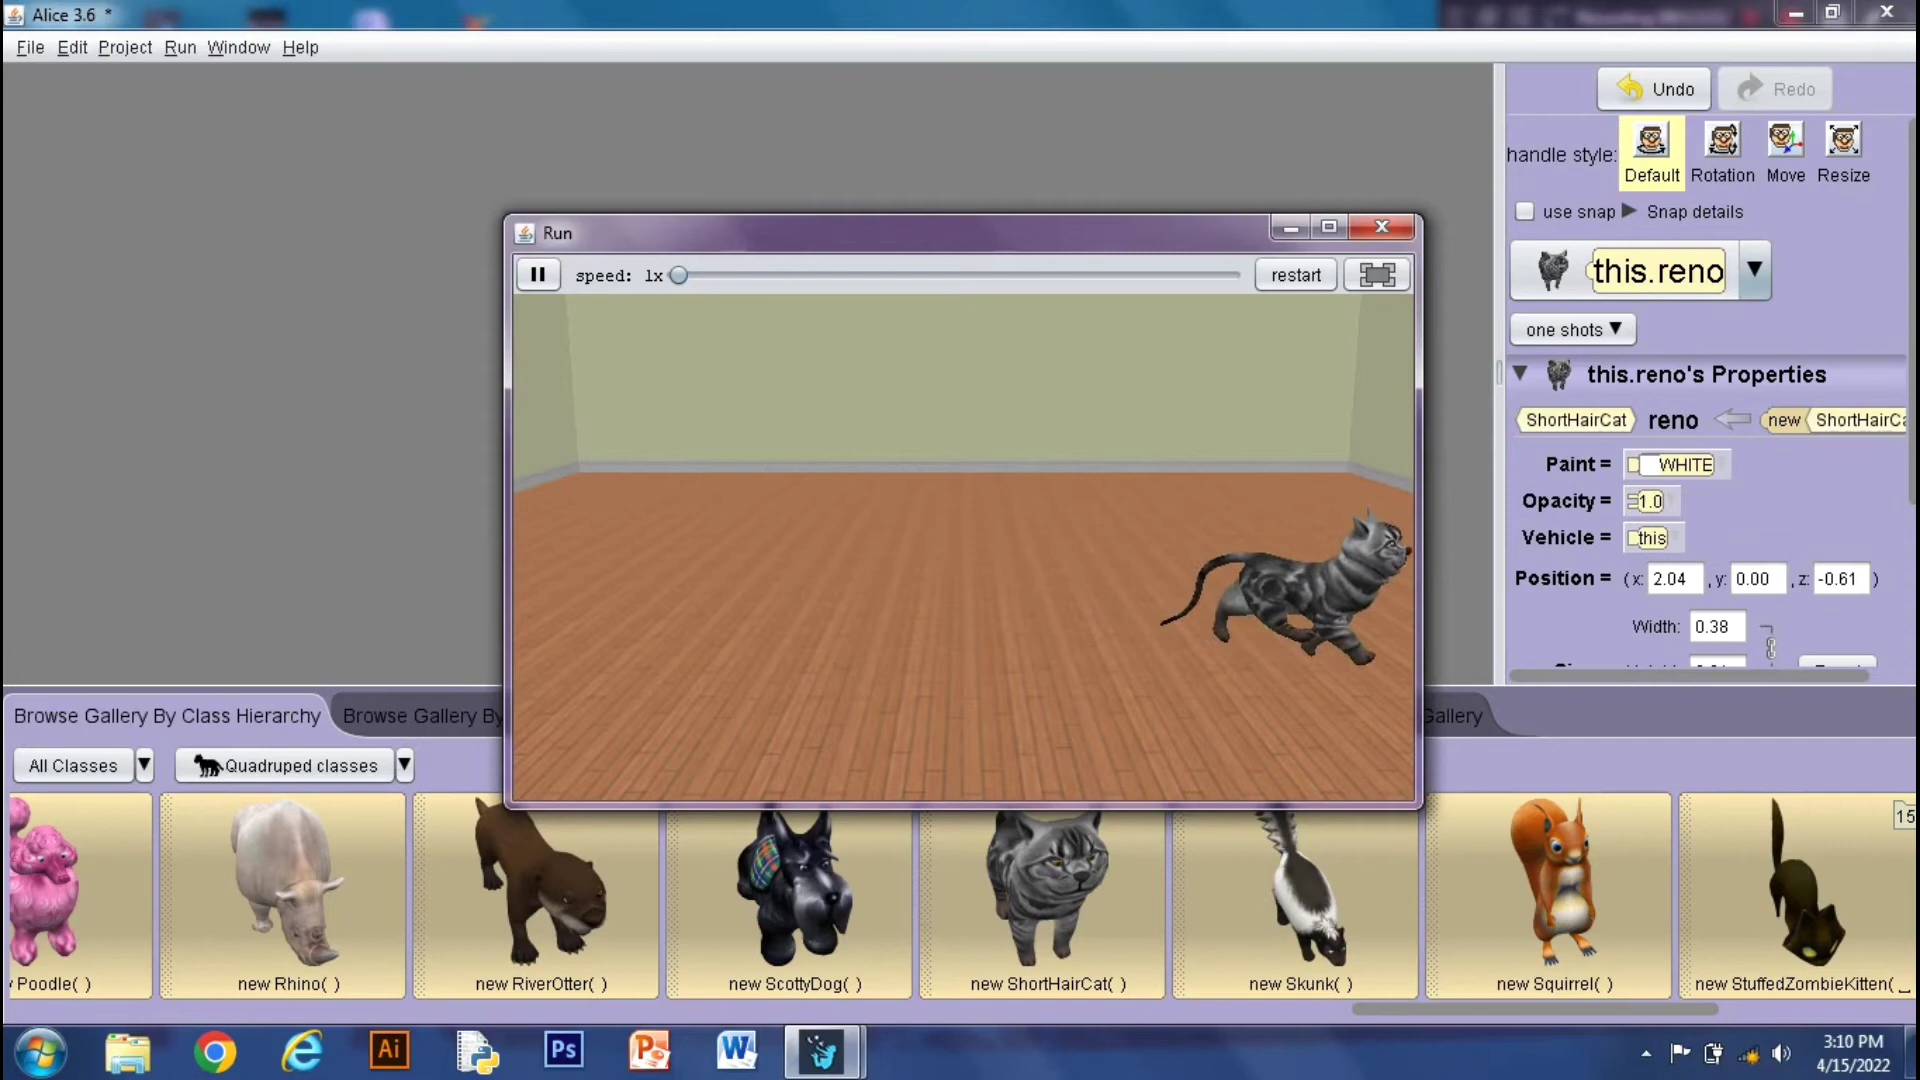 Alice 3.6 *
File Edit Project Run Window Help
Undo Redo
handle style: Default Rotation Move Resize
use snap Snap details
Run
speed: 1x restart
this.reno
one shots
this.reno's Properties
ShortHairCat reno new ShortHairCa
Paint = WHITE
Opacity = 1.0
Vehicle = this
Position = (x: 2.04 , y: 0.00 , z: -0.61 )
Width: 0.38
Browse Gallery By Class Hierarchy Browse Gallery By Gallery
All Classes Quadruped classes
15
Poodle( ) new Rhino( ) new RiverOtter( ) new ScottyDog( ) new ShortHairCat( ) new Skunk( ) new Squirrel( ) new StuffedZombieKitten(
Ai Ps P W
3:10 PM
4/15/2022